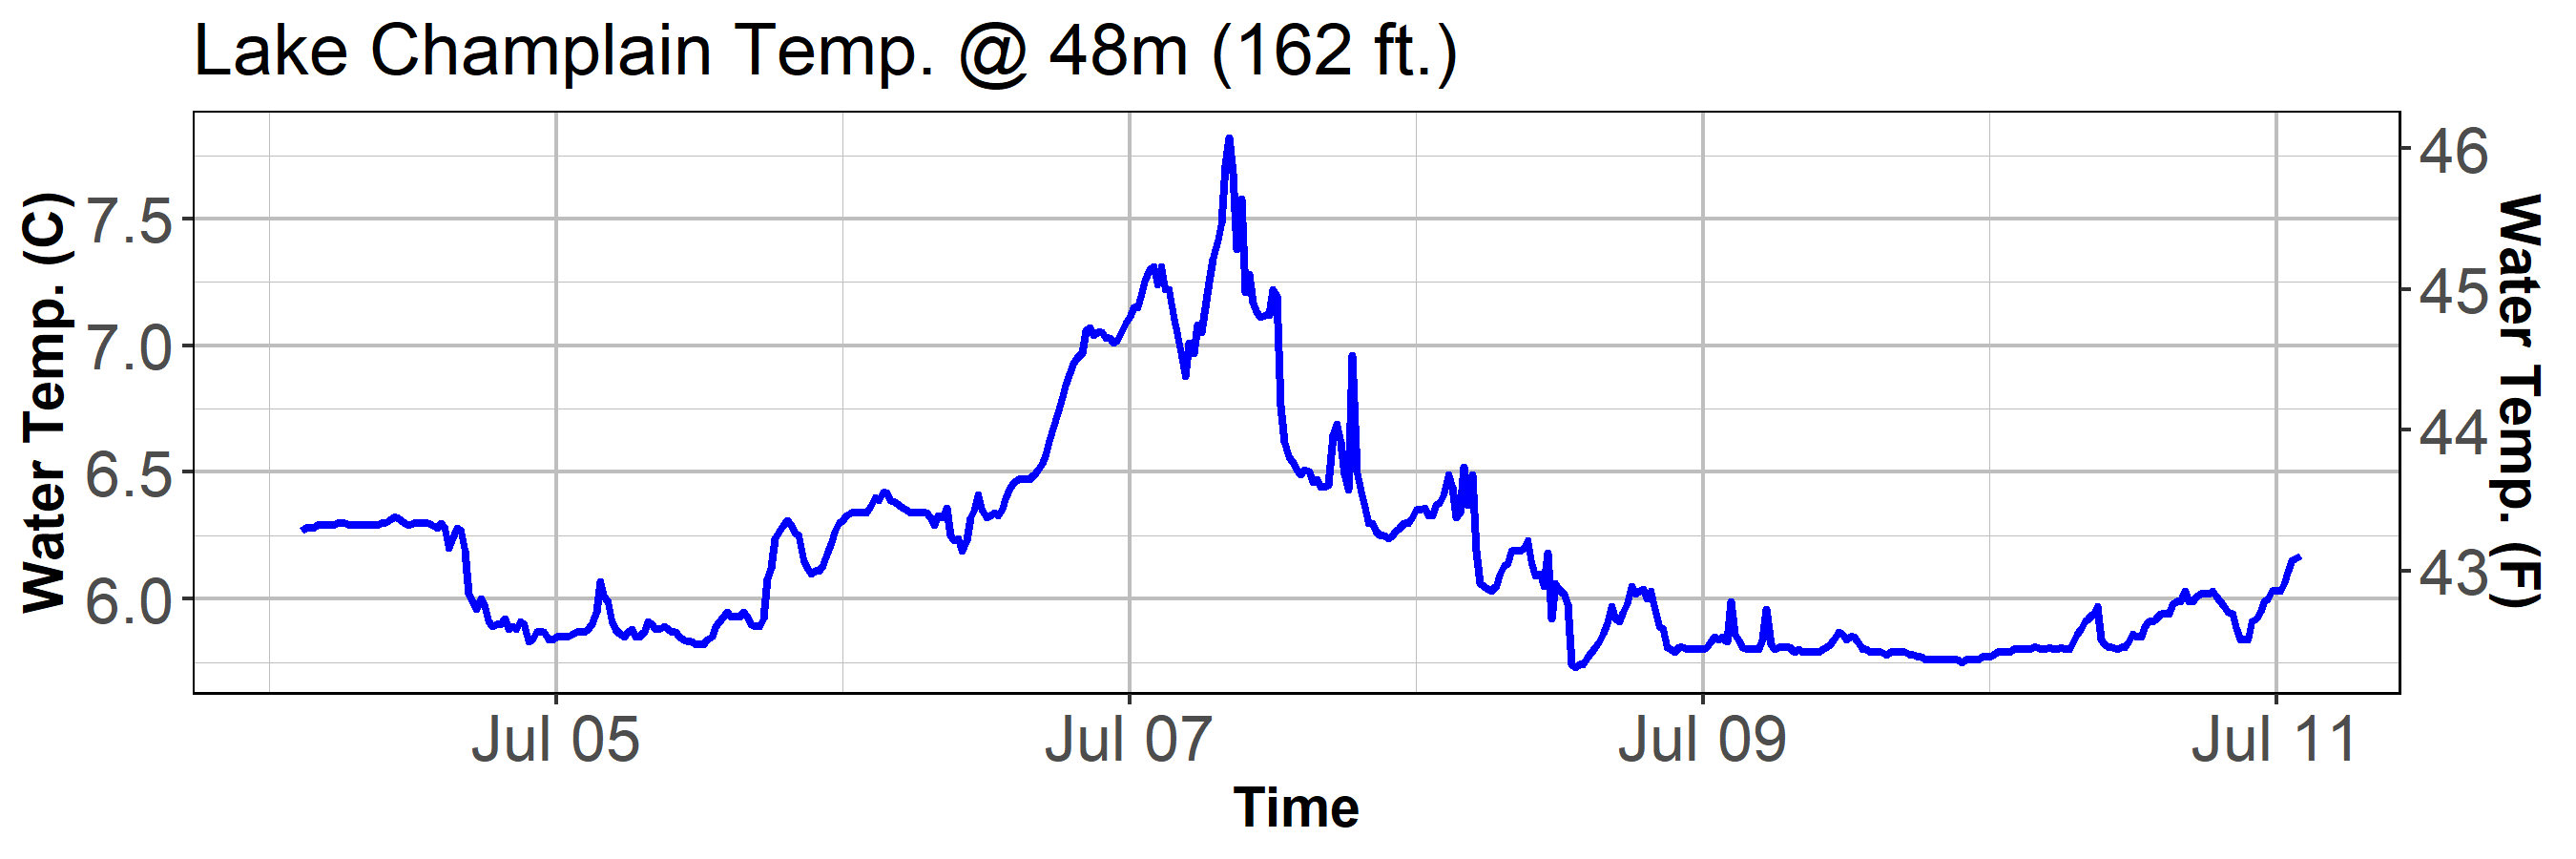 Lake Champlain Temp. @ 48m (162 ft.)
Water Temp. (C)
7.5
7.0
6.5
6.0
46
45
44
43
Water Temp. (F)
Jul 05 Jul 07 Jul 09 Jul 11
Time